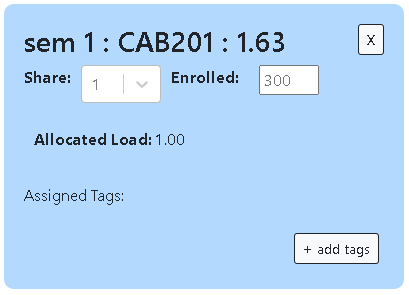 sem 1 : CAB201 : 1.63
X
Share: 1 Enrolled: 300
Allocated Load: 1.00
Assigned Tags:
+ add tags